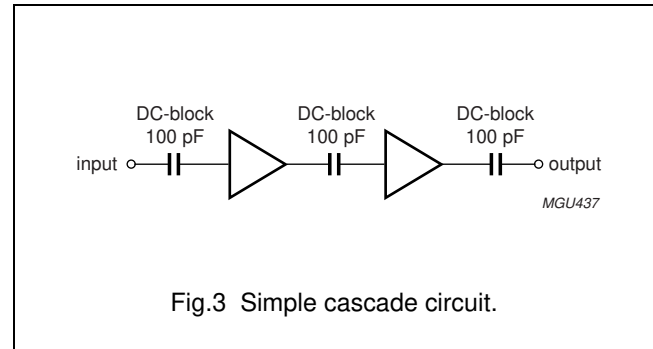 DC-block DC-block DC-block
100 pF 100 pF 100 pF
input output
MGU437
Fig.3 Simple cascade circuit.